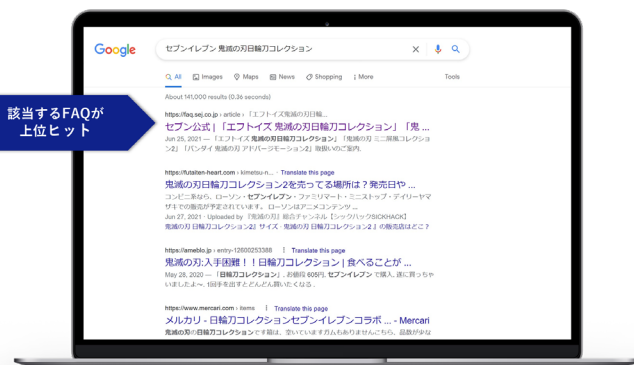 Google
セブンイレブン 鬼滅の刃日輪刀コレクション
All
Images
Maps
News
Shopping
More
Tools
About 141,000 results (0.36 seconds)
該当するFAQが
上位ヒット
https://faq.sej.co.jp › article › 「エフトイズ鬼滅の刃日輪...
セブン公式 | 「エフトイズ 鬼滅の刃日輪刀コレクション」「鬼 ...
Jun 25, 2021 — 「エフトイズ 鬼滅の刃日輪刀コレクション」「鬼滅の刃 ミニ屏風コレクショ
ン2」「バンダイ 鬼滅の刃 アドバージモーション2」取扱いのご案内.
https://futaiten-heart.com › kimetsu-n... · Translate this page
鬼滅の刃日輪刀コレクション2を売ってる場所は？発売日や ...
コンビニ系なら、ローソン・セブンイレブン・ファミリマート・ミニストップ・デイリーヤマ
ザキでの販売が予定されています。 ローソンはアニメコンテンツ ...
Jun 27, 2021 · Uploaded by 『鬼滅の刃』総合チャンネル【シックハックSICKHACK】
鬼滅の刃 日輪刀コレクション2』サイズ · 鬼滅の刃 日輪刀コレクション2 』の販売店はどこ？
https://ameblo.jp › entry-12600253388 | Translate this page
鬼滅の刃:入手困難！！日輪刀コレクション | 食べることが ...
May 28, 2020 — 「日輪刀コレクション」、お値段 605円, セブンイレブン で購入, 遂に買っちゃ
いましたよ〜. 1回手を出すとどんどん買いたくなる .
https://www.mercari.com › items | Translate this page
メルカリ - 日輪刀コレクションセブンイレブンコラボ ... - Mercari
鬼滅の刃の日輪刀コレクションです箱は、空いていますガムもありませんこちら、品数が少な